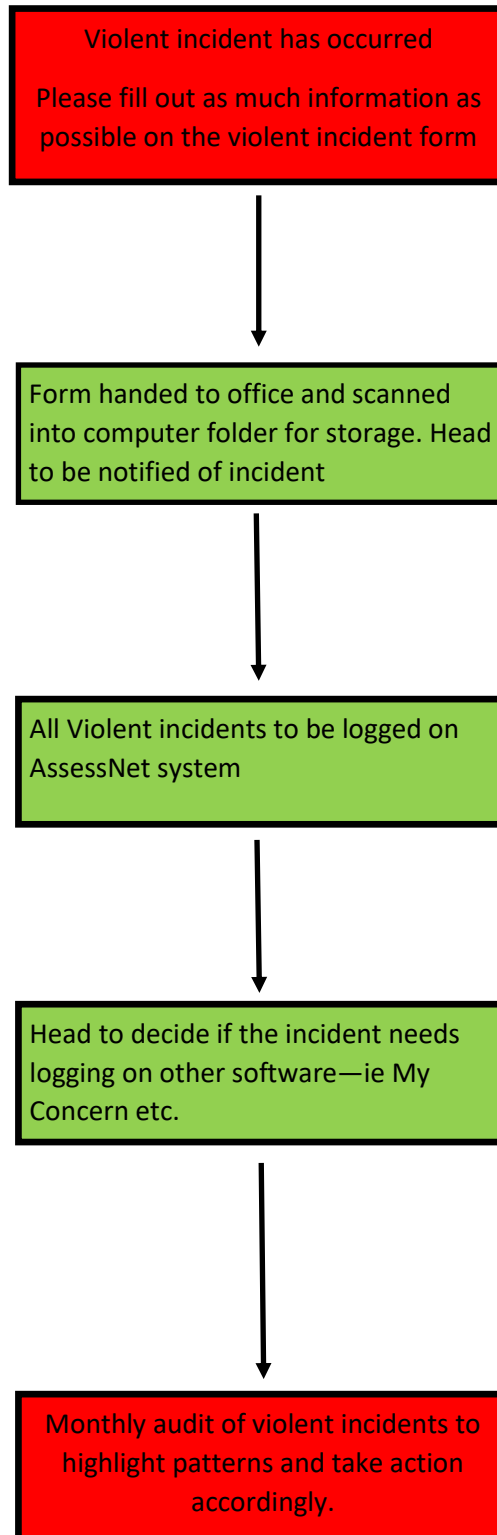 Violent incident has occurred
Please fill out as much information as
possible on the violent incident form
Form handed to office and scanned
into computer folder for storage. Head
to be notified of incident
All Violent incidents to be logged on
AssessNet system
Head to decide if the incident needs
logging on other software—ie My
Concern etc.
Monthly audit of violent incidents to
highlight patterns and take action
accordingly.